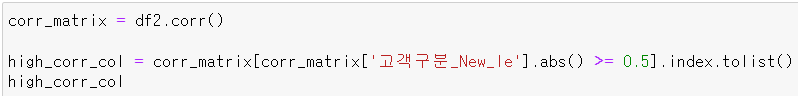 corr_matrix = df2.corr()
high_corr_col = corr_matrix[corr_matrix['고객구분_New_le'].abs() >= 0.5].index.tolist()
high_corr_col